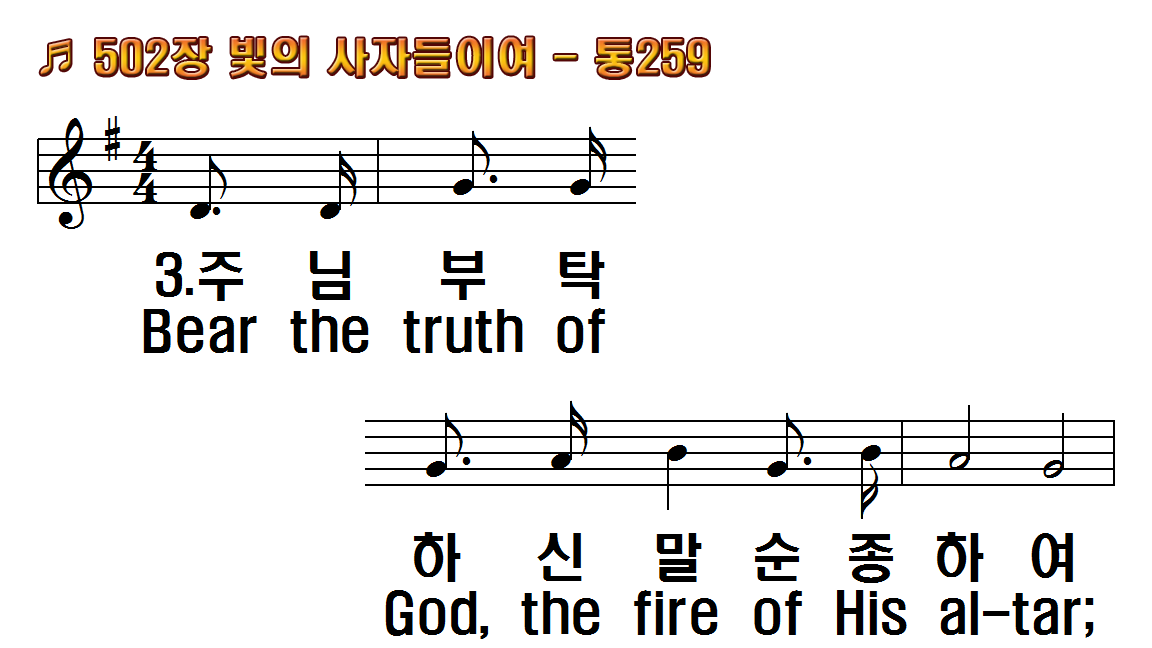 ♬ 502장 빛의 사자들이여 - 통259
3.주 님 부 탁
Bear the truth of
하 신 말 순 종 하 여
God, the fire of His al-tar;